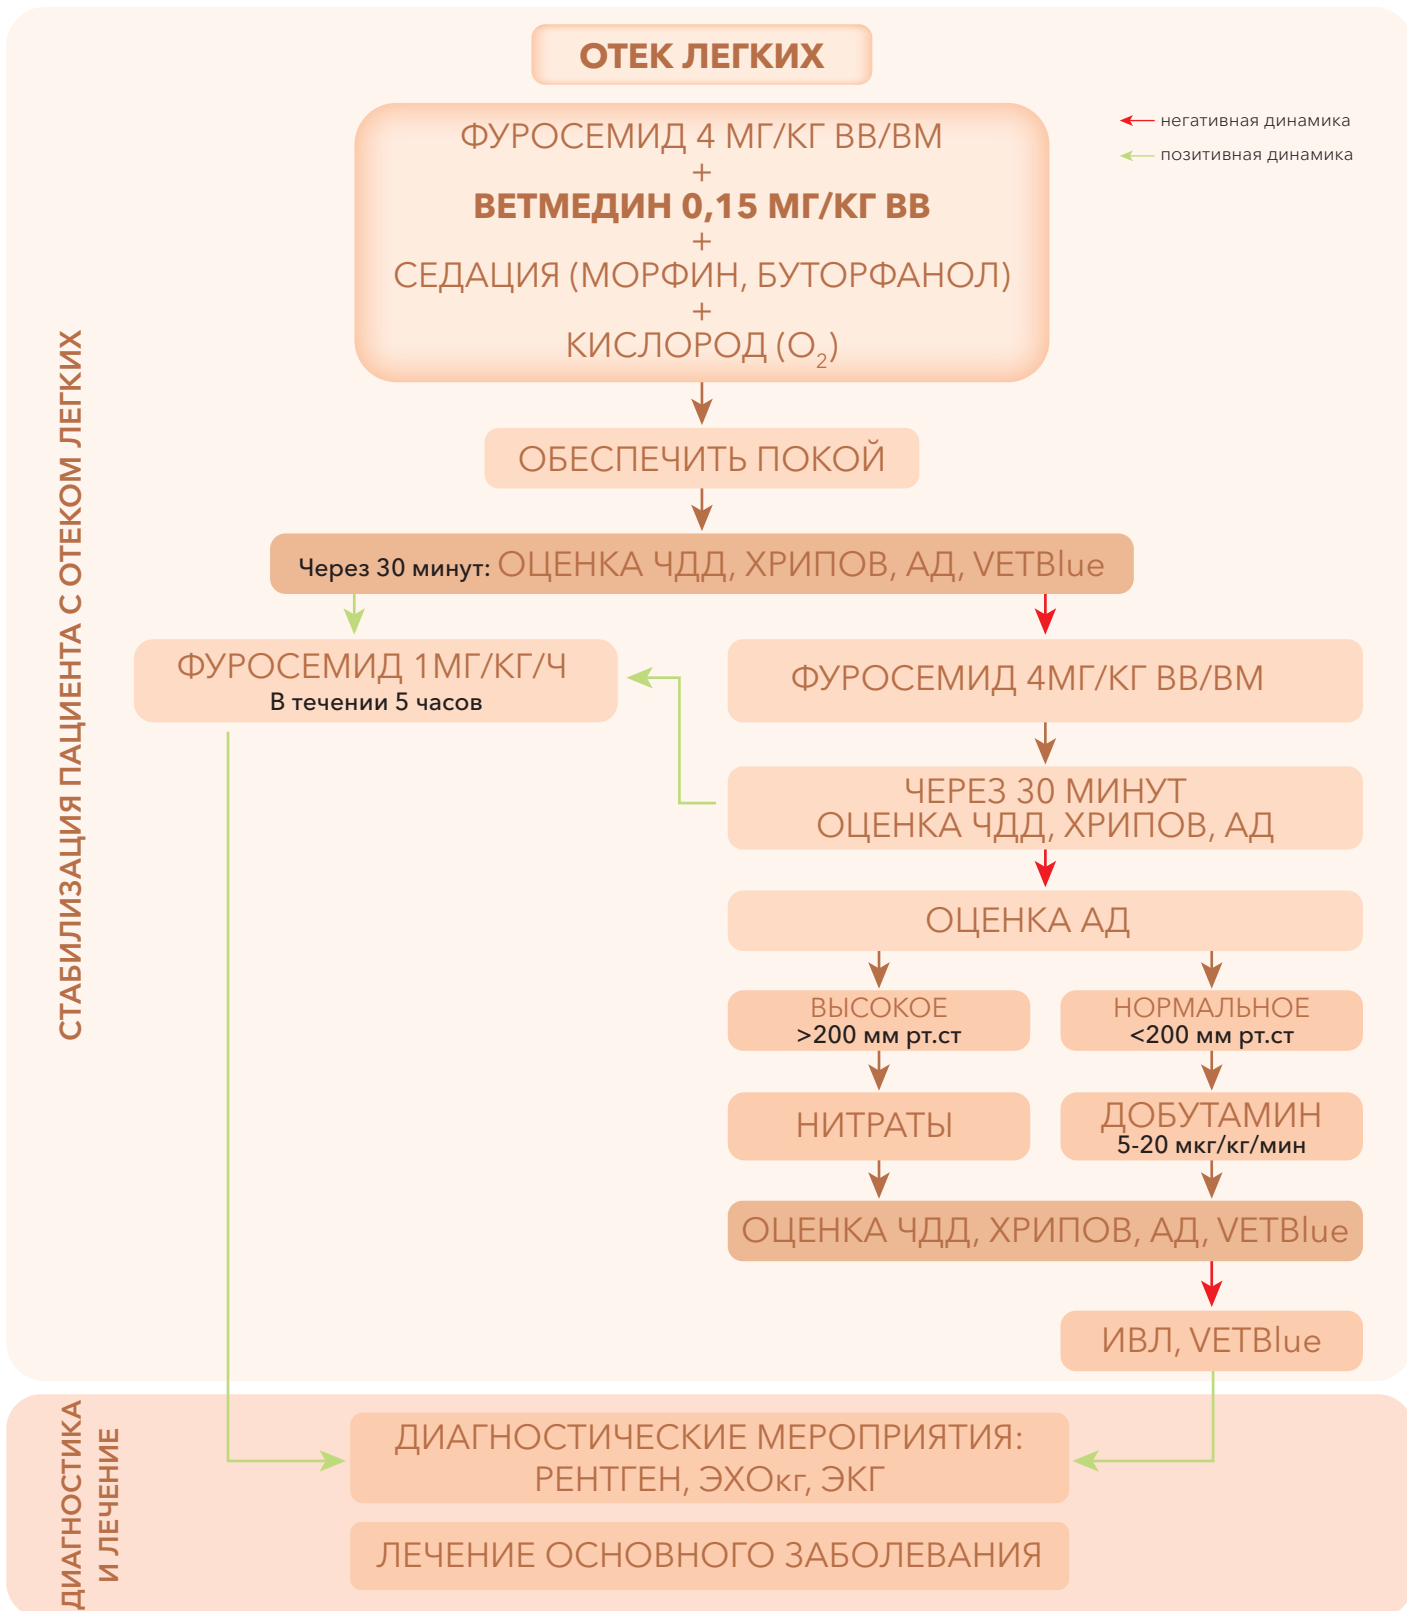 ОТЕК ЛЕГКИХ
ФУРОСЕМИД 4 МГ/КГ ВВ/ВМ
+
ВЕТМЕДИН 0,15 МГ/КГ ВВ
+
СЕДАЦИЯ (МОРФИН, БУТОРФАНОЛ)
+
КИСЛОРОД (O₂)
негативная динамика
позитивная динамика
СТАБИЛИЗАЦИЯ ПАЦИЕНТА С ОТЕКОМ ЛЕГКИХ
ОБЕСПЕЧИТЬ ПОКОЙ
Через 30 минут: ОЦЕНКА ЧДД, ХРИПОВ, АД, VETBlue
ФУРОСЕМИД 1МГ/КГ/Ч
В течении 5 часов
ФУРОСЕМИД 4МГ/КГ ВВ/ВМ
ЧЕРЕЗ 30 МИНУТ
ОЦЕНКА ЧДД, ХРИПОВ, АД
ОЦЕНКА АД
ВЫСОКОЕ
>200 мм рт.ст
НОРМАЛЬНОЕ
<200 мм рт.ст
НИТРАТЫ
ДОБУТАМИН
5-20 мкг/кг/мин
ОЦЕНКА ЧДД, ХРИПОВ, АД, VETBlue
ИВЛ, VETBlue
ДИАГНОСТИКА
И ЛЕЧЕНИЕ
ДИАГНОСТИЧЕСКИЕ МЕРОПРИЯТИЯ:
РЕНТГЕН, ЭХОкг, ЭКГ
ЛЕЧЕНИЕ ОСНОВНОГО ЗАБОЛЕВАНИЯ